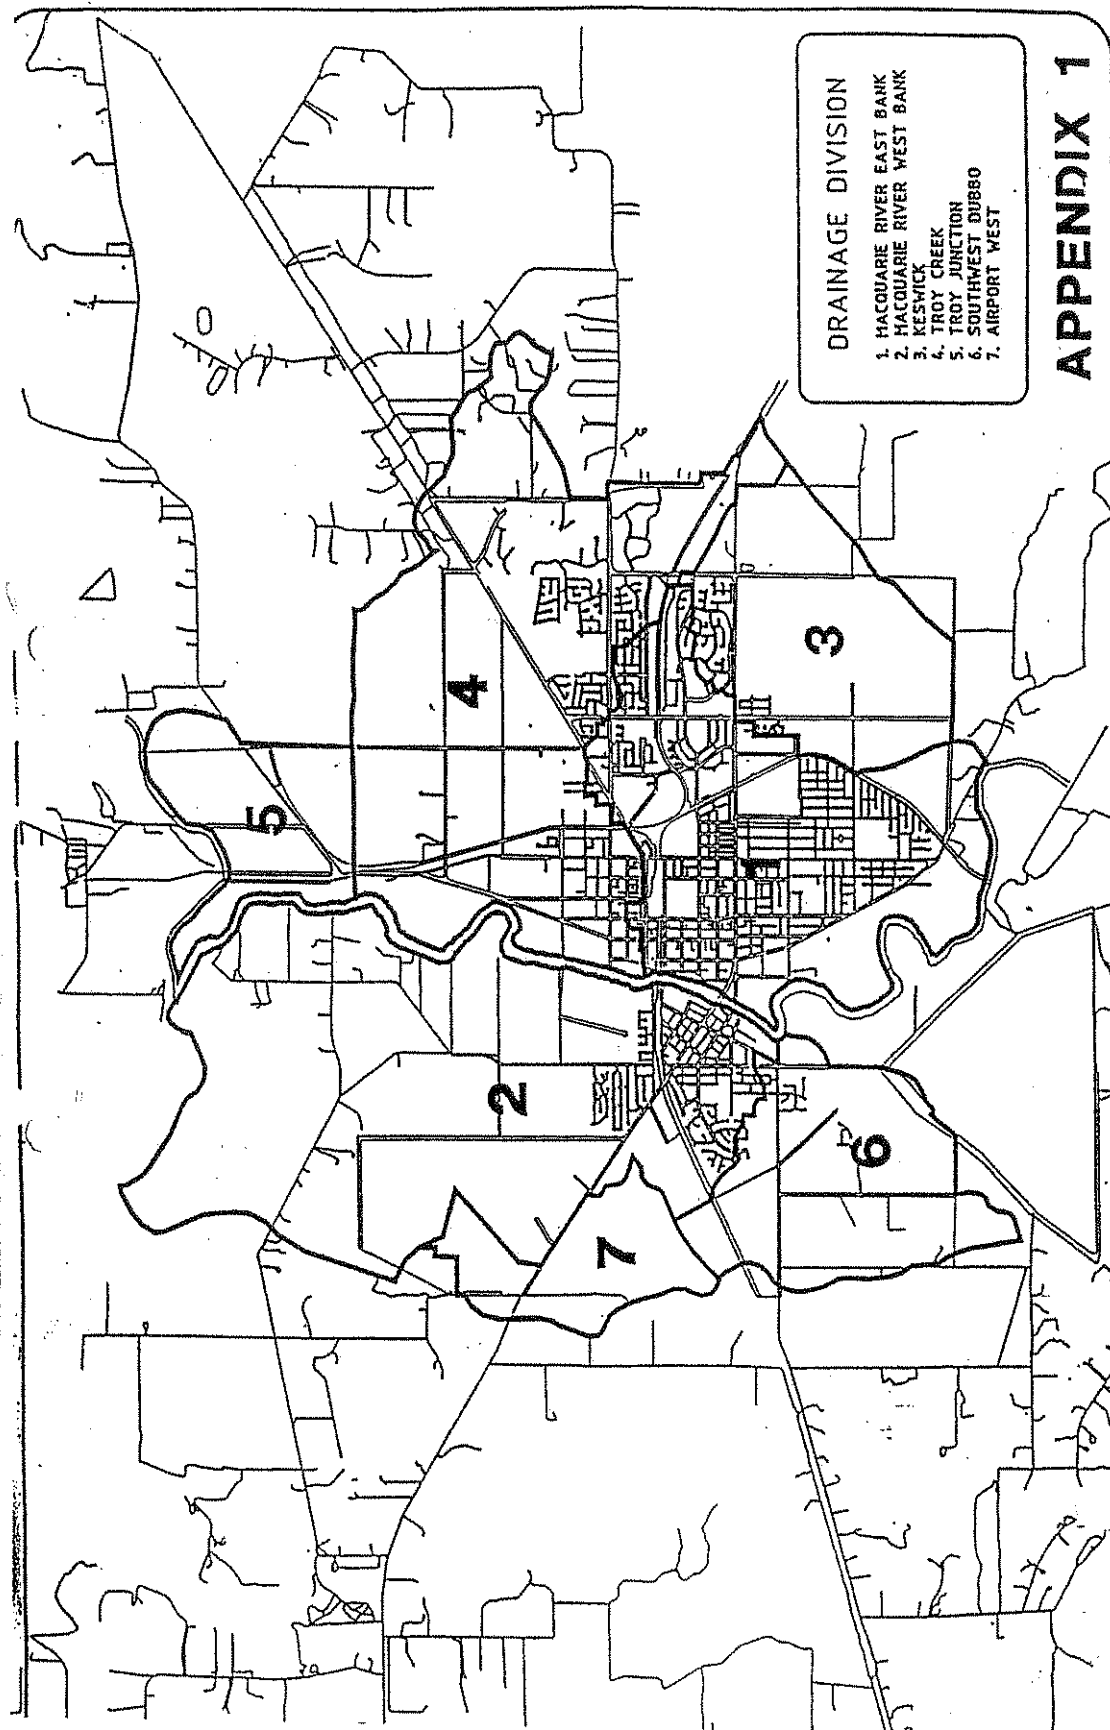 DRAINAGE DIVISION
1. MACQUARIE RIVER EAST BANK
2. MACQUARIE RIVER WEST BANK
3. KESWICK
4. TROY CREEK
5. TROY JUNCTION
6. SOUTHWEST DUBBO
7. AIRPORT WEST
APPENDIX 1
5
4
3
2
7
6